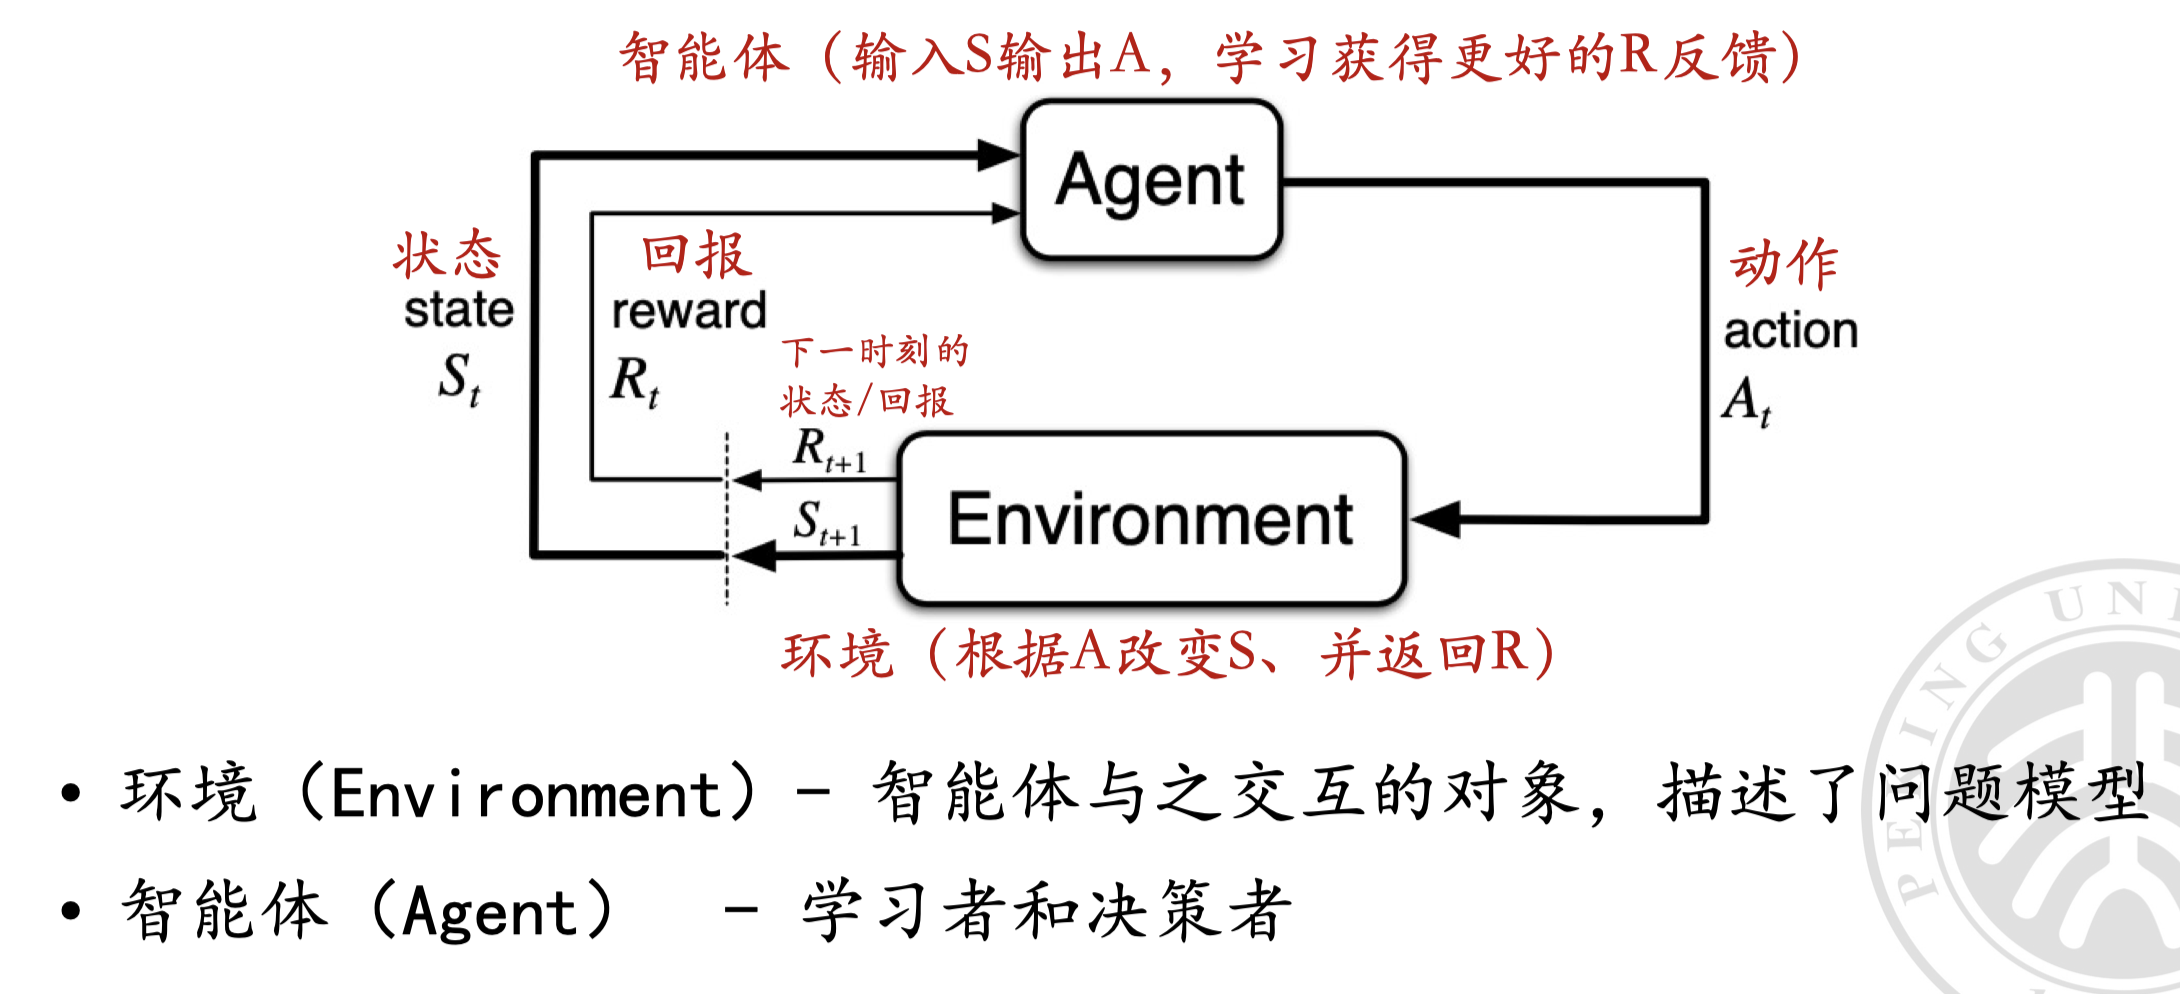 智能体（输入S输出A，学习获得更好的R反馈）
Agent
状态
state
S_t
回报
reward
R_t
动作
action
A_t
下一时刻的
状态/回报
R_{t+1}
S_{t+1}
Environment
环境（根据A改变S、并返回R）
• 环境（Environment）- 智能体与之交互的对象，描述了问题模型
• 智能体（Agent） - 学习者和决策者
PEKING UNI